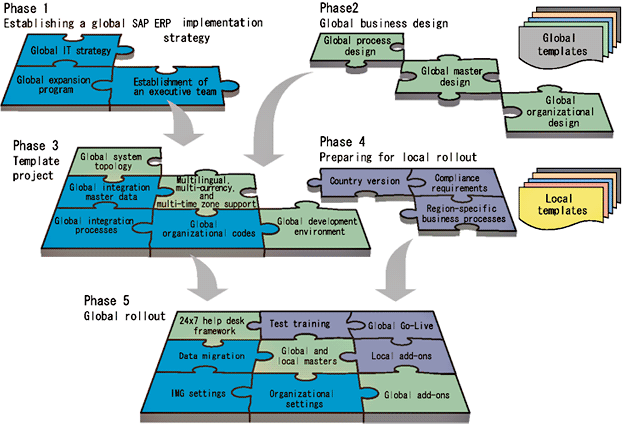 Phase 1
Establishing a global SAP ERP implementation
strategy
Global IT strategy
Global expansion
program
Establishment of
an executive team
Phase2
Global business design
Global process
design
Global master
design
Global
organizational
design
Global
templates
Phase 3
Template
project
Global system
topology
Multilingual,
multi-currency,
and
multi-time zone support
Global integration
master data
Global integration
processes
Global
organizational codes
Global development
environment
Phase 4
Preparing for local rollout
Country version
Compliance
requirements
Region-specific
business processes
Local
templates
Phase 5
Global rollout
24x7 help desk
framework
Test training
Global Go-Live
Data migration
Global and
local masters
Local add-ons
IMG settings
Organizational
settings
Global add-ons